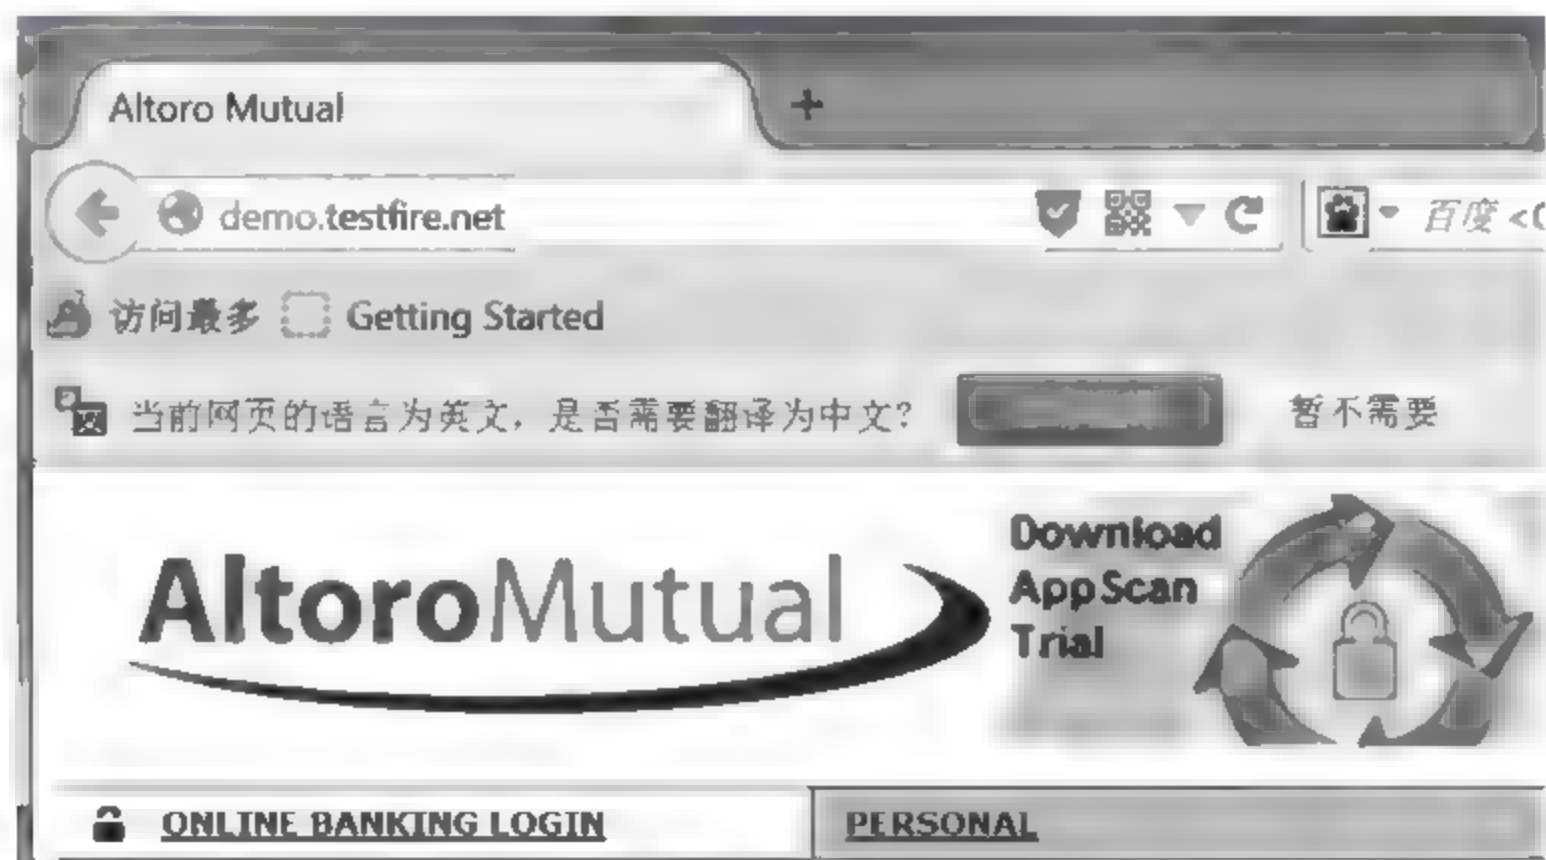 Altoro Mutual +
demo.testfire.net 百度
访问最多 Getting Started
当前网页的语言为英文，是否需要翻译为中文? 暂不需要
AltoroMutual
Download
AppScan
Trial
ONLINE BANKING LOGIN PERSONAL